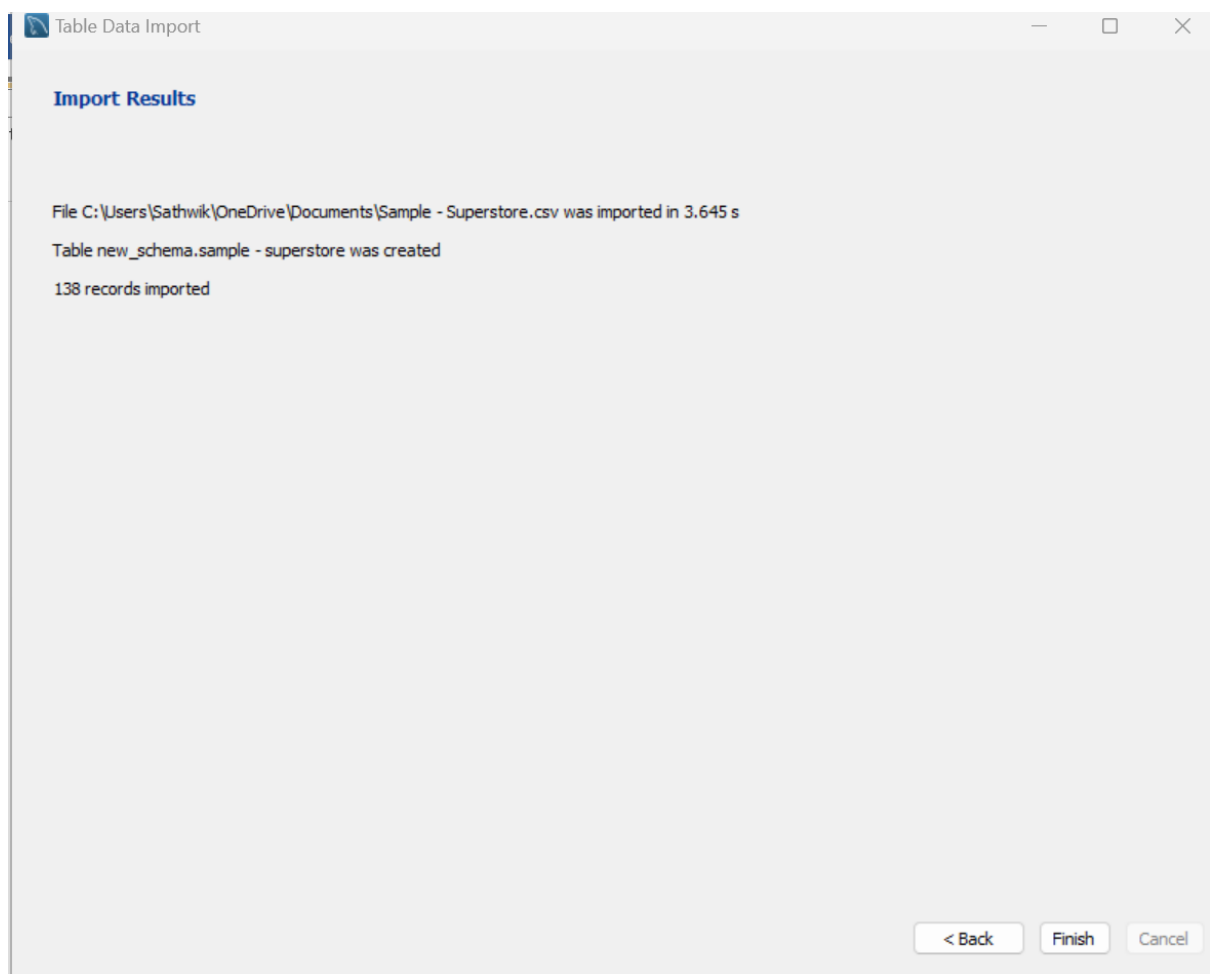 Table Data Import
Import Results
File C:\Users\Sathwik\OneDrive\Documents\Sample - Superstore.csv was imported in 3.645 s
Table new_schema.sample - superstore was created
138 records imported
< Back
Finish
Cancel